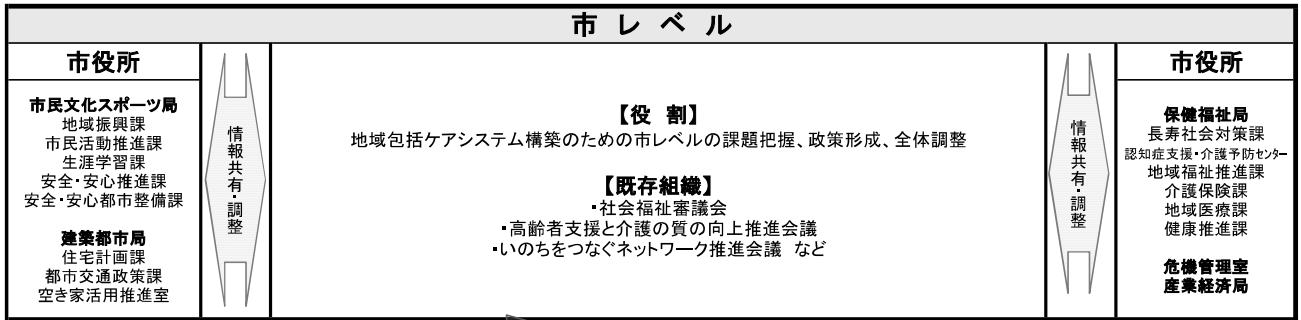 市 レ ベ ル
市役所
市民文化スポーツ局
地域振興課
市民活動推進課
生涯学習課
安全・安心推進課
安全・安心都市整備課
建築都市局
住宅計画課
都市交通政策課
空き家活用推進室
情報共有・調整
【役 割】
地域包括ケアシステム構築のための市レベルの課題把握、政策形成、全体調整
【既存組織】
・社会福祉審議会
・高齢者支援と介護の質の向上推進会議
・いのちをつなぐネットワーク推進会議 など
情報共有・調整
市役所
保健福祉局
長寿社会対策課
認知症支援・介護予防センター
地域福祉推進課
介護保険課
地域医療課
健康推進課
危機管理室
産業経済局